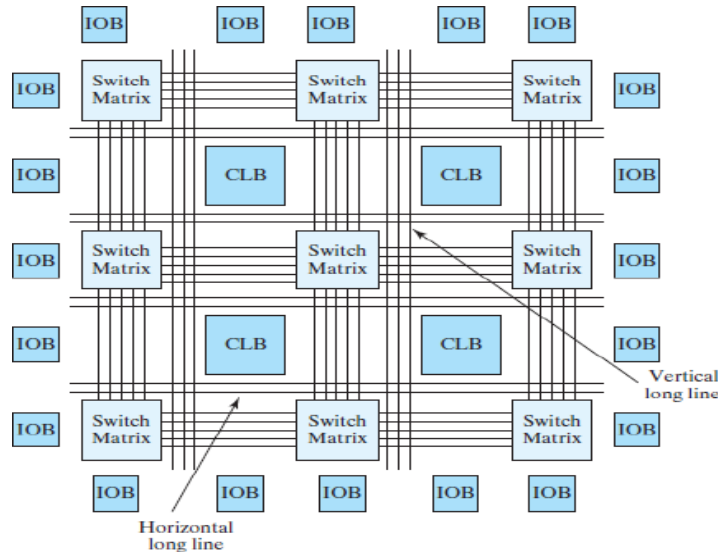 IOB IOB IOB IOB IOB
IOB Switch Matrix Switch Matrix Switch Matrix IOB
IOB CLB CLB IOB
IOB Switch Matrix Switch Matrix Switch Matrix IOB
IOB CLB CLB IOB
Vertical
long line
IOB Switch Matrix Switch Matrix Switch Matrix IOB
IOB IOB IOB IOB IOB
Horizontal
long line